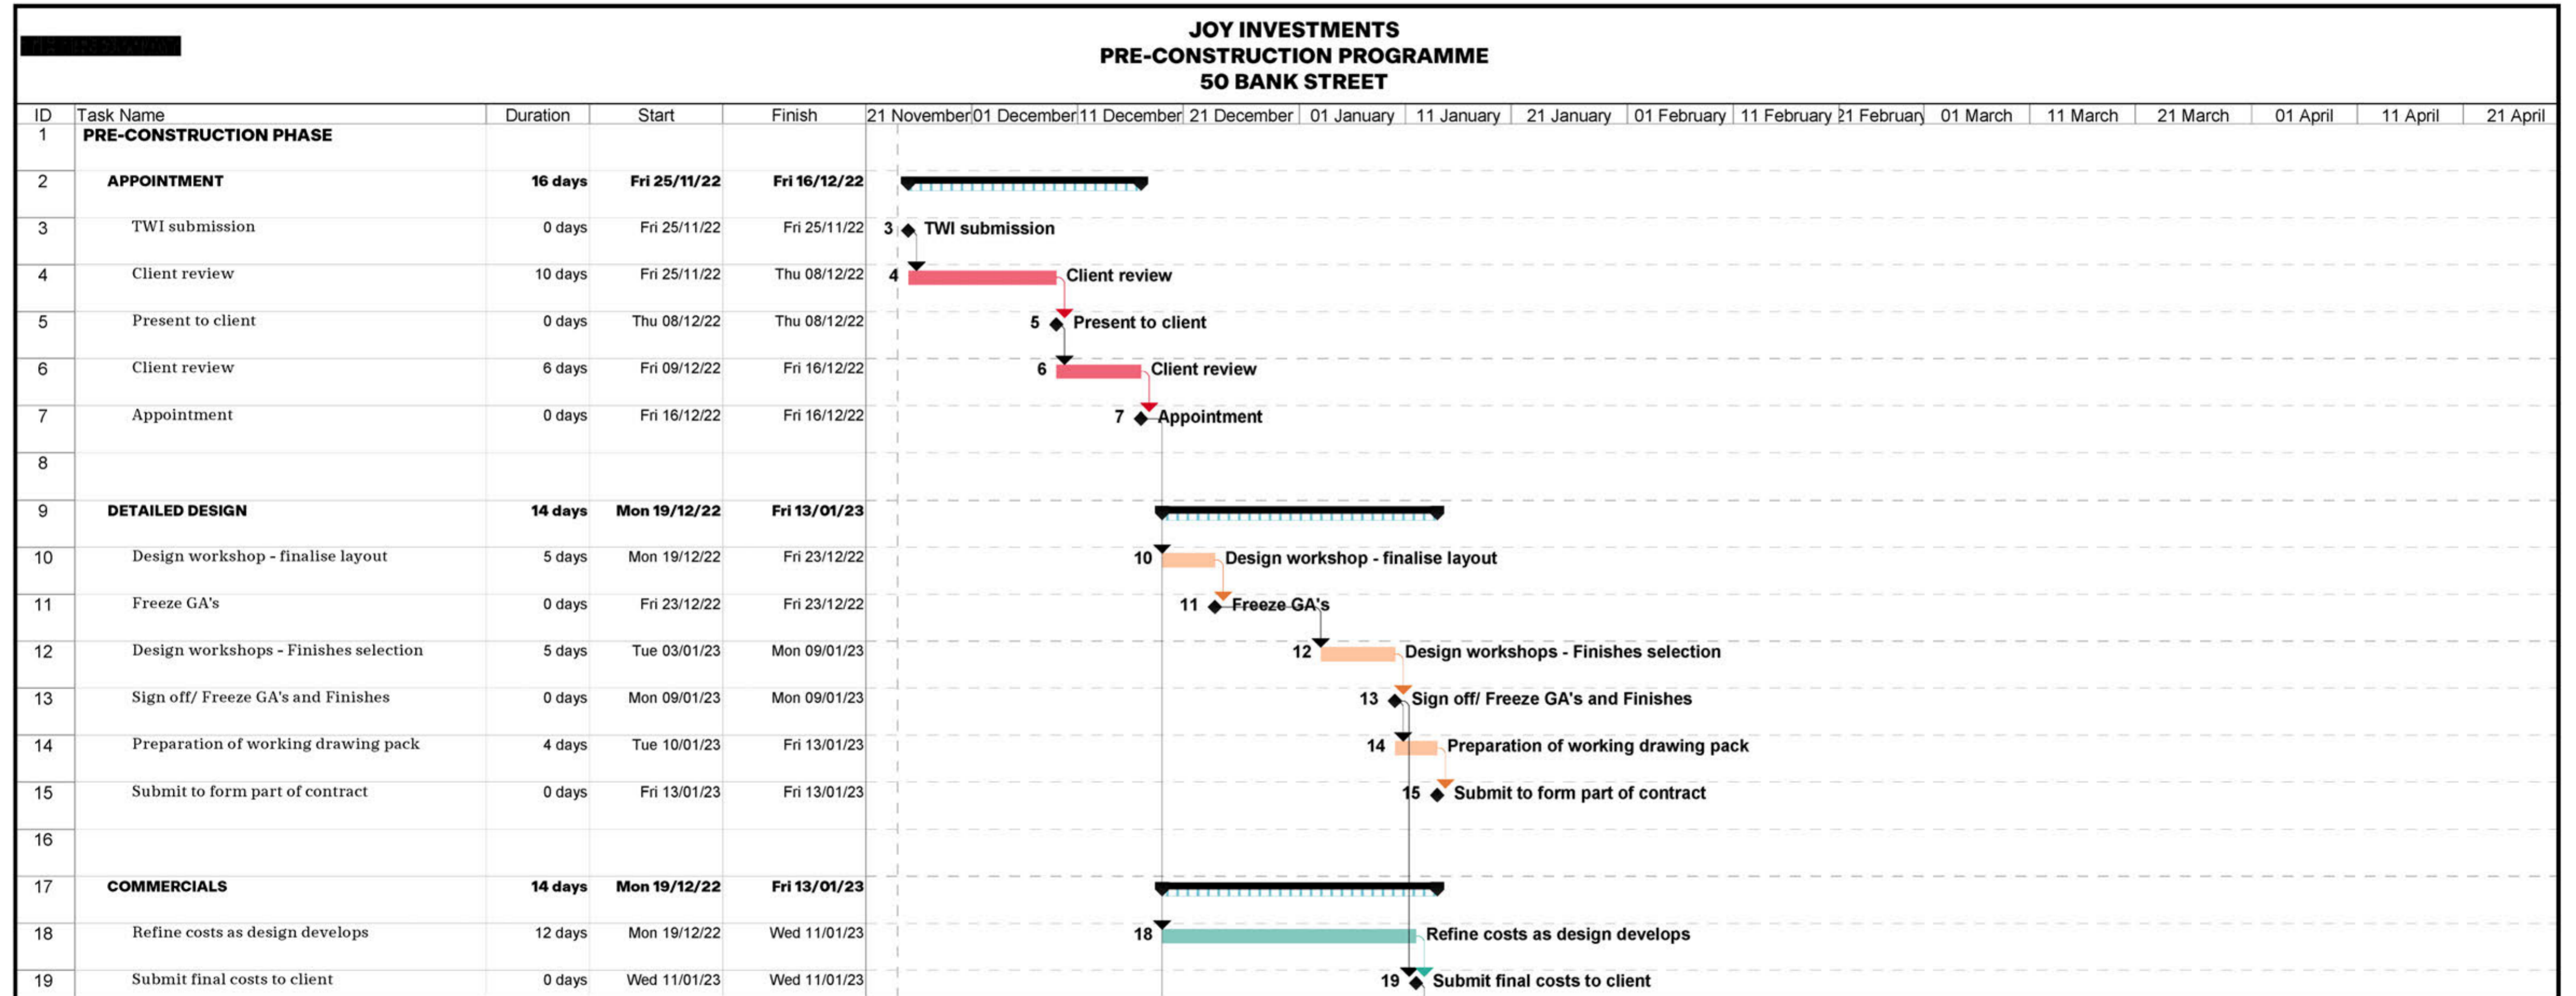 JOY INVESTMENTS
PRE-CONSTRUCTION PROGRAMME
50 BANK STREET
ID Task Name Duration Start Finish 21 November 01 December 11 December 21 December 01 January 11 January 21 January 01 February 11 February 21 February 01 March 11 March 21 March 01 April 11 April 21 April
1 PRE-CONSTRUCTION PHASE
2 APPOINTMENT 16 days Fri 25/11/22 Fri 16/12/22
3 TWI submission 0 days Fri 25/11/22 Fri 25/11/22 3 TWI submission
4 Client review 10 days Fri 25/11/22 Thu 08/12/22 4 Client review
5 Present to client 0 days Thu 08/12/22 Thu 08/12/22 5 Present to client
6 Client review 6 days Fri 09/12/22 Fri 16/12/22 6 Client review
7 Appointment 0 days Fri 16/12/22 Fri 16/12/22 7 Appointment
8
9 DETAILED DESIGN 14 days Mon 19/12/22 Fri 13/01/23
10 Design workshop - finalise layout 5 days Mon 19/12/22 Fri 23/12/22 10 Design workshop - finalise layout
11 Freeze GA's 0 days Fri 23/12/22 Fri 23/12/22 11 Freeze GA's
12 Design workshops - Finishes selection 5 days Tue 03/01/23 Mon 09/01/23 12 Design workshops - Finishes selection
13 Sign off/ Freeze GA's and Finishes 0 days Mon 09/01/23 Mon 09/01/23 13 Sign off/ Freeze GA's and Finishes
14 Preparation of working drawing pack 4 days Tue 10/01/23 Fri 13/01/23 14 Preparation of working drawing pack
15 Submit to form part of contract 0 days Fri 13/01/23 Fri 13/01/23 15 Submit to form part of contract
16
17 COMMERCIALS 14 days Mon 19/12/22 Fri 13/01/23
18 Refine costs as design develops 12 days Mon 19/12/22 Wed 11/01/23 18 Refine costs as design develops
19 Submit final costs to client 0 days Wed 11/01/23 Wed 11/01/23 19 Submit final costs to client